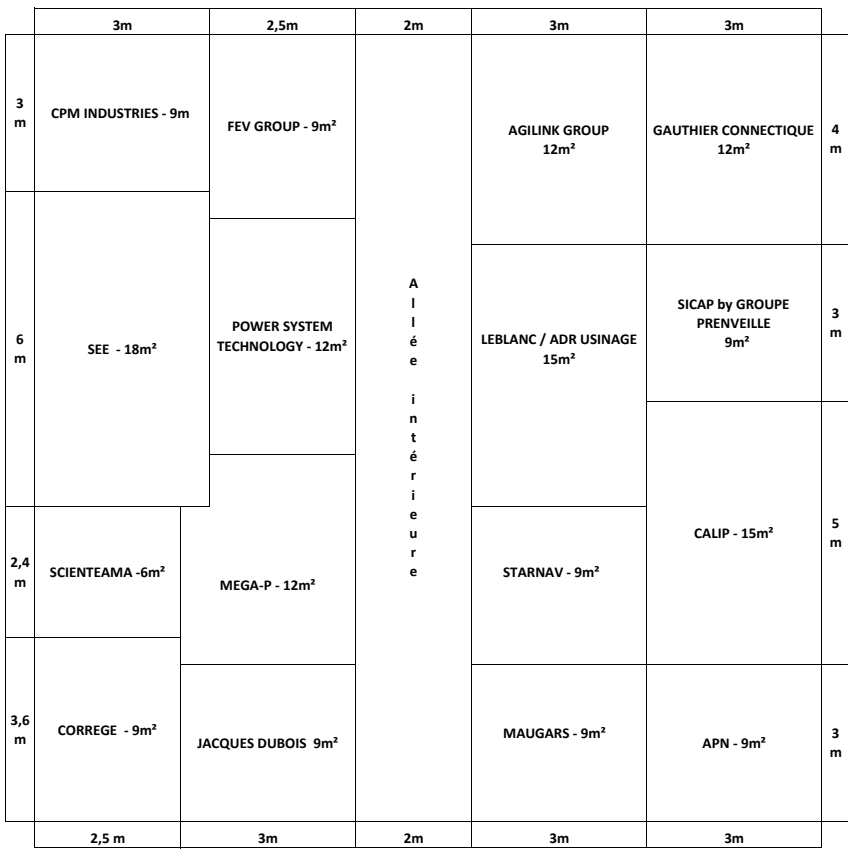 3m 2,5m 2m 3m 3m
3
m
CPM INDUSTRIES - 9m
FEV GROUP - 9m²
AGILINK GROUP
12m²
GAUTHIER CONNECTIQUE
12m²
4
m
6
m
SEE - 18m²
POWER SYSTEM
TECHNOLOGY - 12m²
Allée intérieure
LEBLANC / ADR USINAGE
15m²
SICAP by GROUPE
PRENVEILLE
9m²
3
m
2,4
m
SCIENTEAMA -6m²
MEGA-P - 12m²
STARNAV - 9m²
CALIP - 15m²
5
m
3,6
m
CORREGE - 9m²
JACQUES DUBOIS 9m²
MAUGARS - 9m²
APN - 9m²
3
m
2,5 m 3m 2m 3m 3m